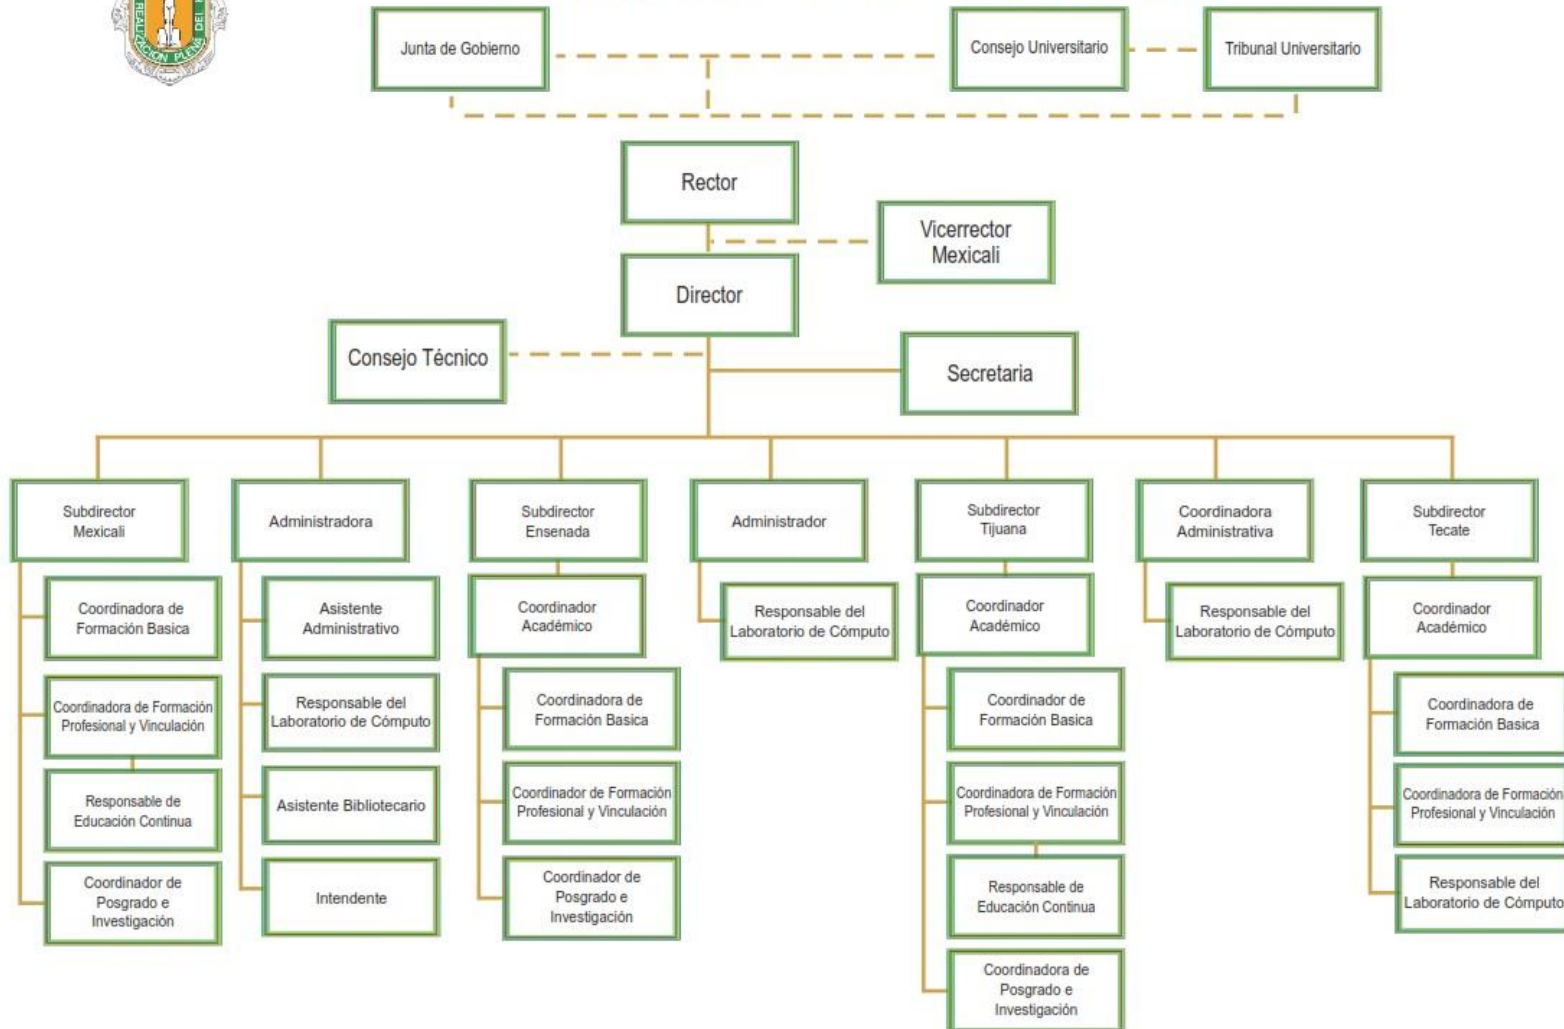 REALIZACIÓN PLENA DEL
Junta de Gobierno
Consejo Universitario
Tribunal Universitario
Rector
Vicerrector
Mexicali
Director
Consejo Técnico
Secretaria
Subdirector
Mexicali
Administradora
Subdirector
Ensenada
Administrador
Subdirector
Tijuana
Coordinadora
Administrativa
Subdirector
Tecate
Coordinadora de
Formación Basica
Coordinadora de Formación
Profesional y Vinculación
Responsable de
Educación Continua
Coordinador de
Posgrado e
Investigación
Asistente
Administrativo
Responsable del
Laboratorio de Cómputo
Asistente Bibliotecario
Intendente
Coordinador
Académico
Coordinadora de
Formación Basica
Coordinador de Formación
Profesional y Vinculación
Coordinador de
Posgrado e
Investigación
Responsable del
Laboratorio de Cómputo
Coordinador
Académico
Coordinador de
Formación Basica
Coordinadora de Formación
Profesional y Vinculación
Responsable de
Educación Continua
Coordinadora de
Posgrado e
Investigación
Responsable del
Laboratorio de Cómputo
Coordinador
Académico
Coordinadora de
Formación Basica
Coordinadora de Formación
Profesional y Vinculación
Responsable del
Laboratorio de Cómputo